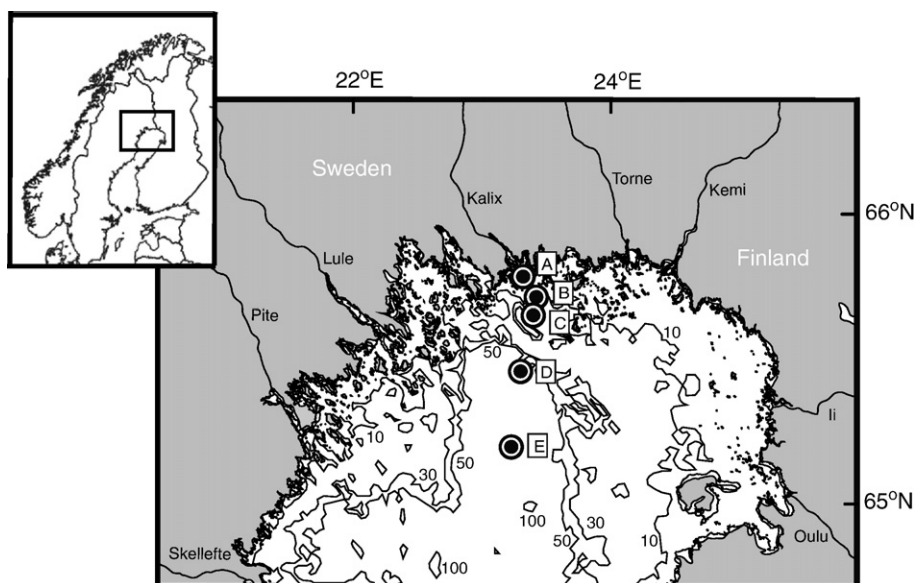 22°E
24°E
Sweden
Torne
Kemi
Kalix
66°N
Finland
Lule
A
B
Pite
C
10
50
D
Ii
10
E
50
30
65°N
100
30
50
10
Oulu
Skellefte
100